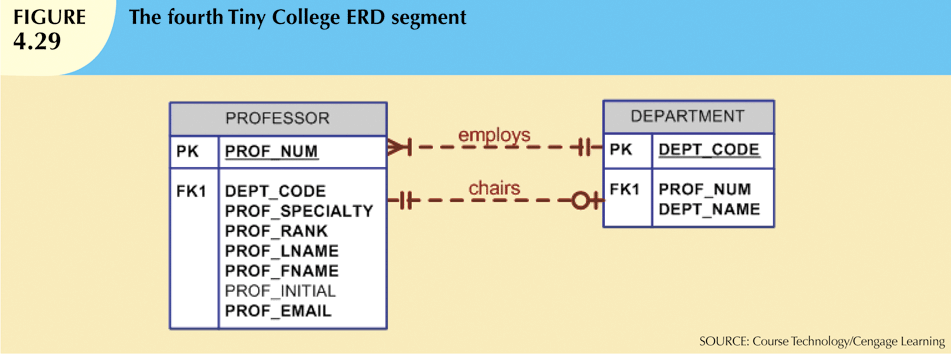 FIGURE
4.29
The fourth Tiny College ERD segment
PROFESSOR
PK PROF_NUM
FK1 DEPT_CODE
PROF_SPECIALTY
PROF_RANK
PROF_LNAME
PROF_FNAME
PROF_INITIAL
PROF_EMAIL
employs
chairs
DEPARTMENT
PK DEPT_CODE
FK1 PROF_NUM
DEPT_NAME
SOURCE: Course Technology/Cengage Learning